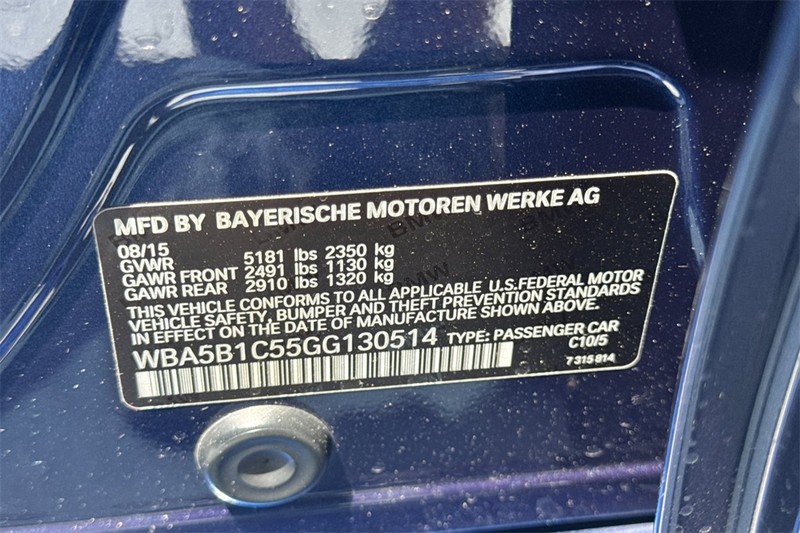 MFD BY BAYERISCHE MOTOREN WERKE AG
08/15
GVWR 5181 lbs 2350 kg
GAWR FRONT 2491 lbs 1130 kg
GAWR REAR 2910 lbs 1320 kg
THIS VEHICLE CONFORMS TO ALL APPLICABLE U.S.FEDERAL MOTOR
VEHICLE SAFETY, BUMPER AND THEFT PREVENTION STANDARDS
IN EFFECT ON THE DATE OF MANUFACTURE SHOWN ABOVE.
WBA5B1C55GG130514 TYPE: PASSENGER CAR
C10/5
7 315 814